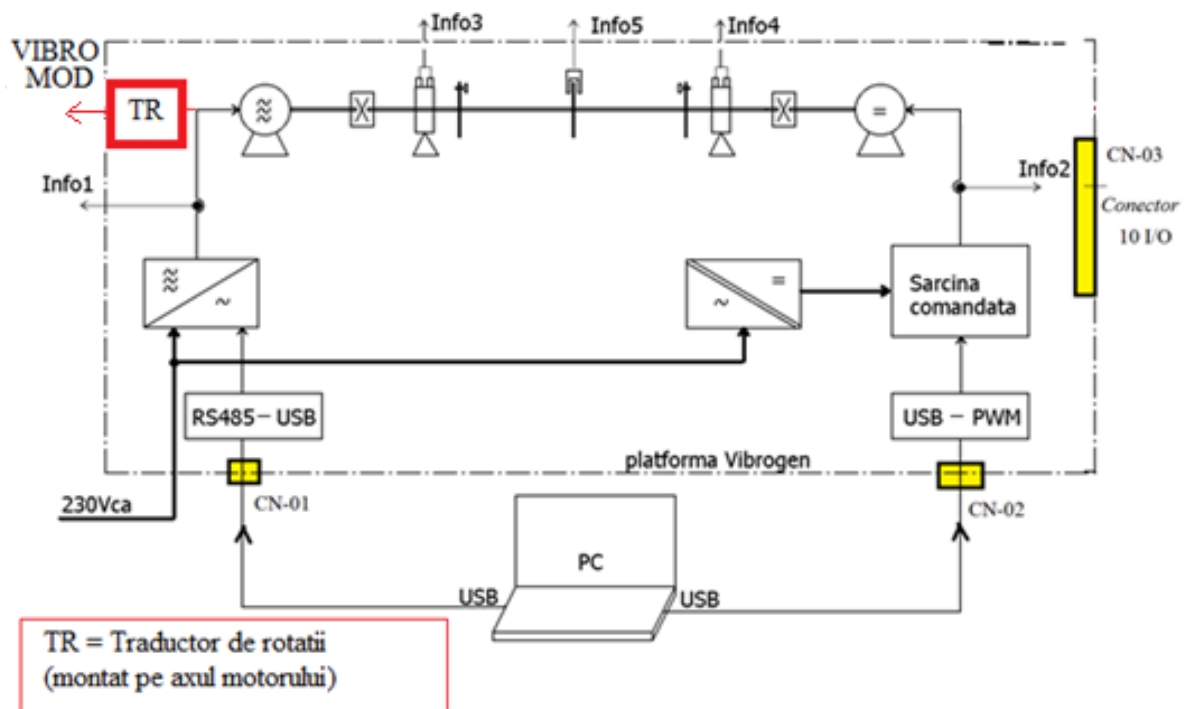 Info3
Info5
Info4
VIBRO
MOD
TR
≈
=
CN-03
Info1
Info2
Conector
10 I/O
≈
~
~
=
Sarcina
comandata
RS485 – USB
USB – PWM
platforma Vibrogen
230Vca
CN-01
CN-02
PC
USB
USB
TR = Traductor de rotatii
(montat pe axul motorului)